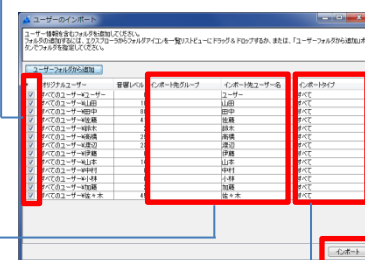 ユーザーのインポート
ユーザー情報を含むフォルダを追加してください。
フォルダの追加するには、エクスプローラからフォルダアイコンを一覧リストビューにドラッグ&ドロップするか、または、「ユーザーフォルダから追加」ボ
タンでフォルダを指定してください。
ユーザーフォルダから追加
オリジナルユーザー 音響レベル インポート先グループ インポート先ユーザー名 インポートタイプ
すべてのユーザー¥ユーザー ユーザー すべて
すべてのユーザー¥山田 山田 すべて
すべてのユーザー¥田中 田中 すべて
すべてのユーザー¥佐藤 佐藤 すべて
すべてのユーザー¥鈴木 鈴木 すべて
すべてのユーザー¥高橋 高橋 すべて
すべてのユーザー¥渡辺 渡辺 すべて
すべてのユーザー¥伊藤 伊藤 すべて
すべてのユーザー¥山本 山本 すべて
すべてのユーザー¥中村 中村 すべて
すべてのユーザー¥小林 小林 すべて
すべてのユーザー¥加藤 加藤 すべて
すべてのユーザー¥佐々木 佐々木 すべて
インポート